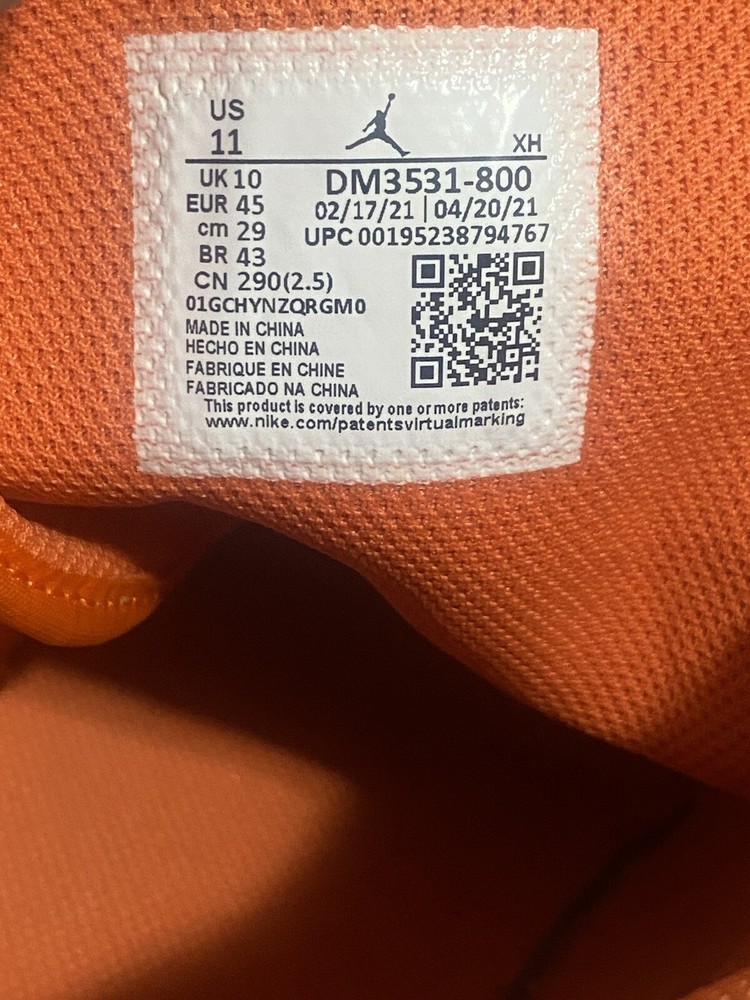 US
11
XH
UK 10
EUR 45
cm 29
BR 43
CN 290(2.5)
DM3531-800
02/17/21 | 04/20/21
UPC 00195238794767
01GCHYNZQRGM0
MADE IN CHINA
HECHO EN CHINA
FABRIQUE EN CHINE
FABRICADO NA CHINA
This product is covered by one or more patents:
www.nike.com/patentsvirtualmarking